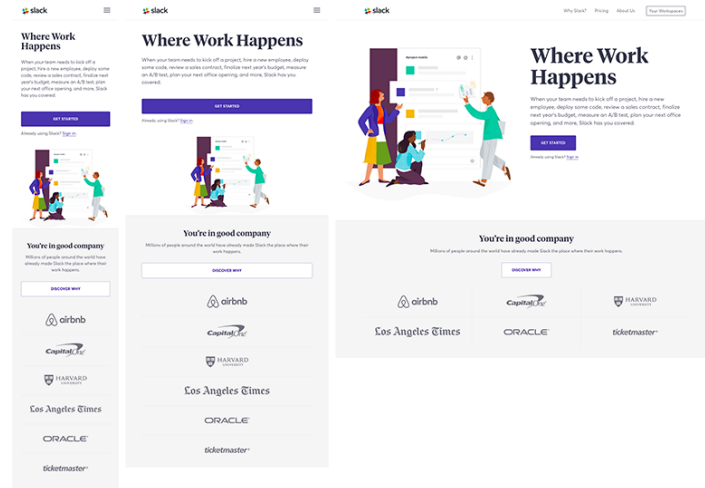 slack
Where Work
Happens
When your team needs to kick off a
project, hire a new employee, deploy
some code, review a sales contract, finalize
next year's budget, measure an A/B test,
plan your next office opening, and more. Slack has
you covered.
GET STARTED
Already using Slack? Sign in
You're in good company
Millions of people around the world have
already made Slack the place where their
work happens.
DISCOVER WHY
airbnb
Capital One
HARVARD
UNIVERSITY
Los Angeles Times
ORACLE
ticketmaster
slack
Where Work Happens
When your team needs to kick off a project, hire a new employee, deploy
some code, review a sales contract, finalize next year's budget, measure
an A/B test, plan your next office opening, and more. Slack has you
covered.
GET STARTED
Already using Slack? Sign in
You're in good company
Millions of people around the world have already made Slack the place where their
work happens.
DISCOVER WHY
airbnb
Capital One
HARVARD
UNIVERSITY
Los Angeles Times
ORACLE
ticketmaster
slack
Why Slack? Pricing About Us Your Workspaces
Where Work
Happens
When your team needs to kick off a project, hire a new
employee, deploy some code, review a sales contract, finalize
next year's budget, measure an A/B test, plan your next office
opening, and more. Slack has you covered.
GET STARTED
Already using Slack? Sign in
You're in good company
Millions of people around the world have already made Slack the place where their work happens.
DISCOVER WHY
airbnb Capital One HARVARD
UNIVERSITY
Los Angeles Times ORACLE ticketmaster